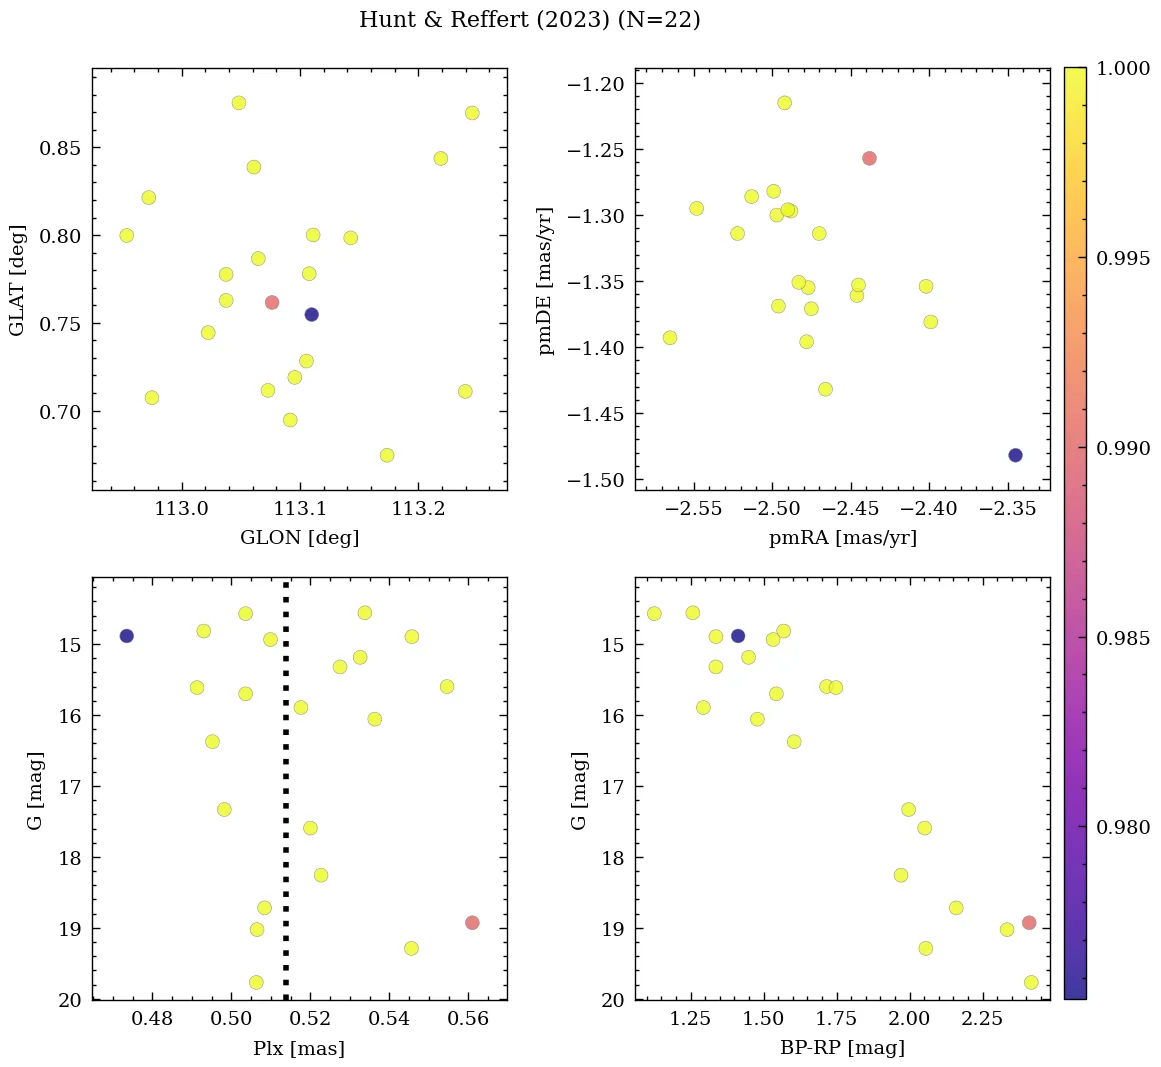 Hunt & Reffert (2023) (N=22)
0.85
0.80
0.75
0.70
GLAT [deg]
113.0 113.1 113.2
GLON [deg]
−1.20
−1.25
−1.30
−1.35
−1.40
−1.45
−1.50
pmDE [mas/yr]
−2.55 −2.50 −2.45 −2.40 −2.35
pmRA [mas/yr]
15
16
17
18
19
20
G [mag]
0.48 0.50 0.52 0.54 0.56
Plx [mas]
15
16
17
18
19
20
G [mag]
1.25 1.50 1.75 2.00 2.25
BP-RP [mag]
1.000
0.995
0.990
0.985
0.980